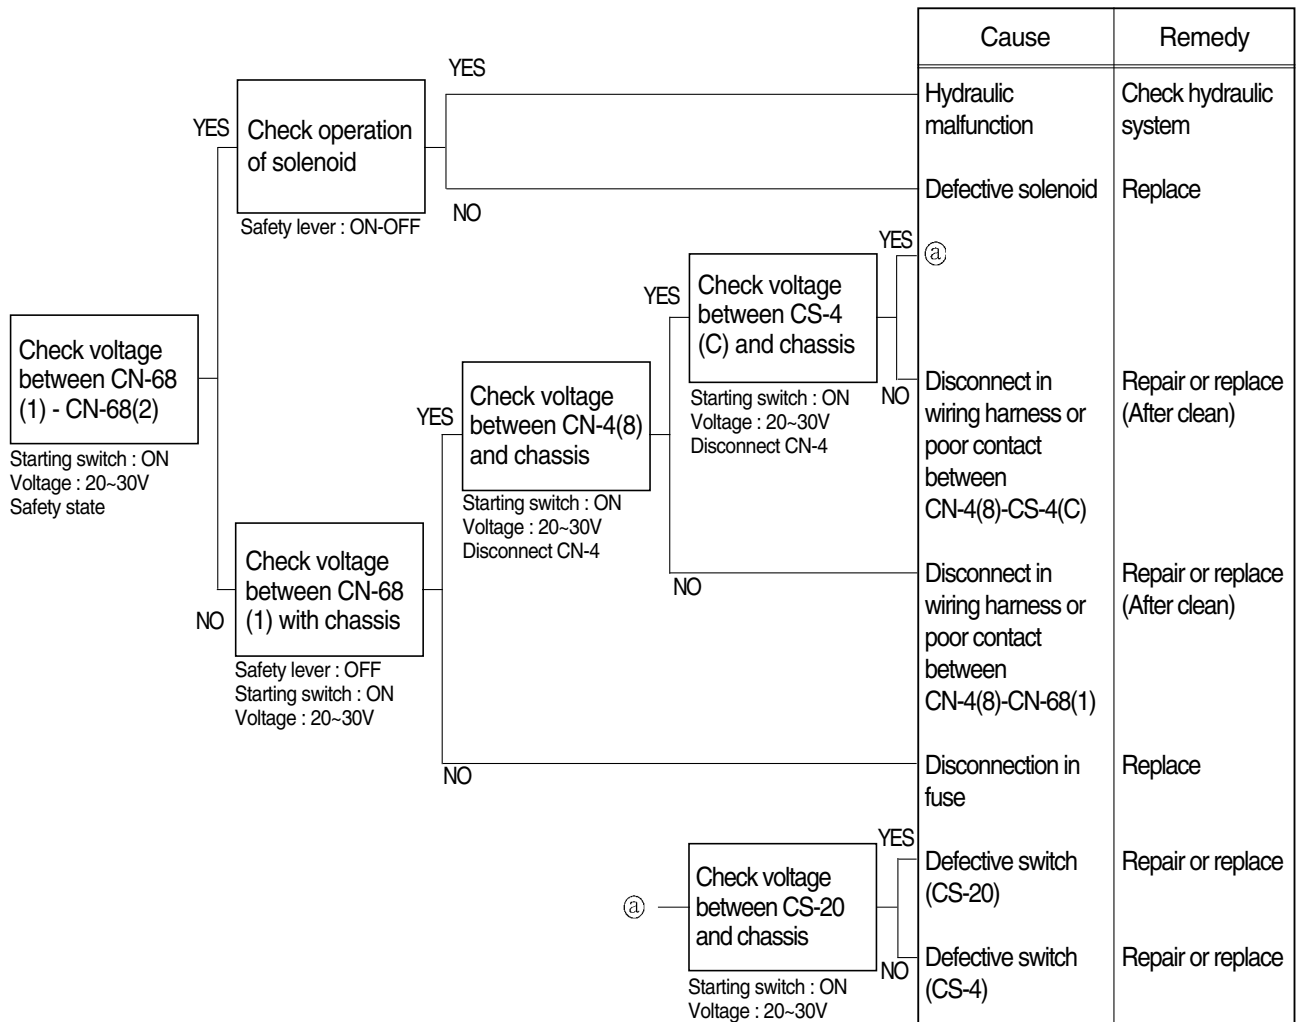 Cause
Remedy
YES
Hydraulic
malfunction
Check hydraulic
system
YES
Check operation
of solenoid
NO
Defective solenoid
Replace
Safety lever : ON-OFF
YES
ⓐ
YES
Check voltage
between CS-4
(C) and chassis
Starting switch : ON
Voltage : 20~30V
Disconnect CN-4
NO
Disconnect in
wiring harness or
poor contact
between
CN-4(8)-CS-4(C)
Repair or replace
(After clean)
Check voltage
between CN-68
(1) - CN-68(2)
Starting switch : ON
Voltage : 20~30V
Safety state
YES
Check voltage
between CN-4(8)
and chassis
Starting switch : ON
Voltage : 20~30V
Disconnect CN-4
NO
Disconnect in
wiring harness or
poor contact
between
CN-4(8)-CN-68(1)
Repair or replace
(After clean)
NO
Check voltage
between CN-68
(1) with chassis
Safety lever : OFF
Starting switch : ON
Voltage : 20~30V
NO
Disconnection in
fuse
Replace
ⓐ
Check voltage
between CS-20
and chassis
Starting switch : ON
Voltage : 20~30V
YES
Defective switch
(CS-20)
Repair or replace
NO
Defective switch
(CS-4)
Repair or replace